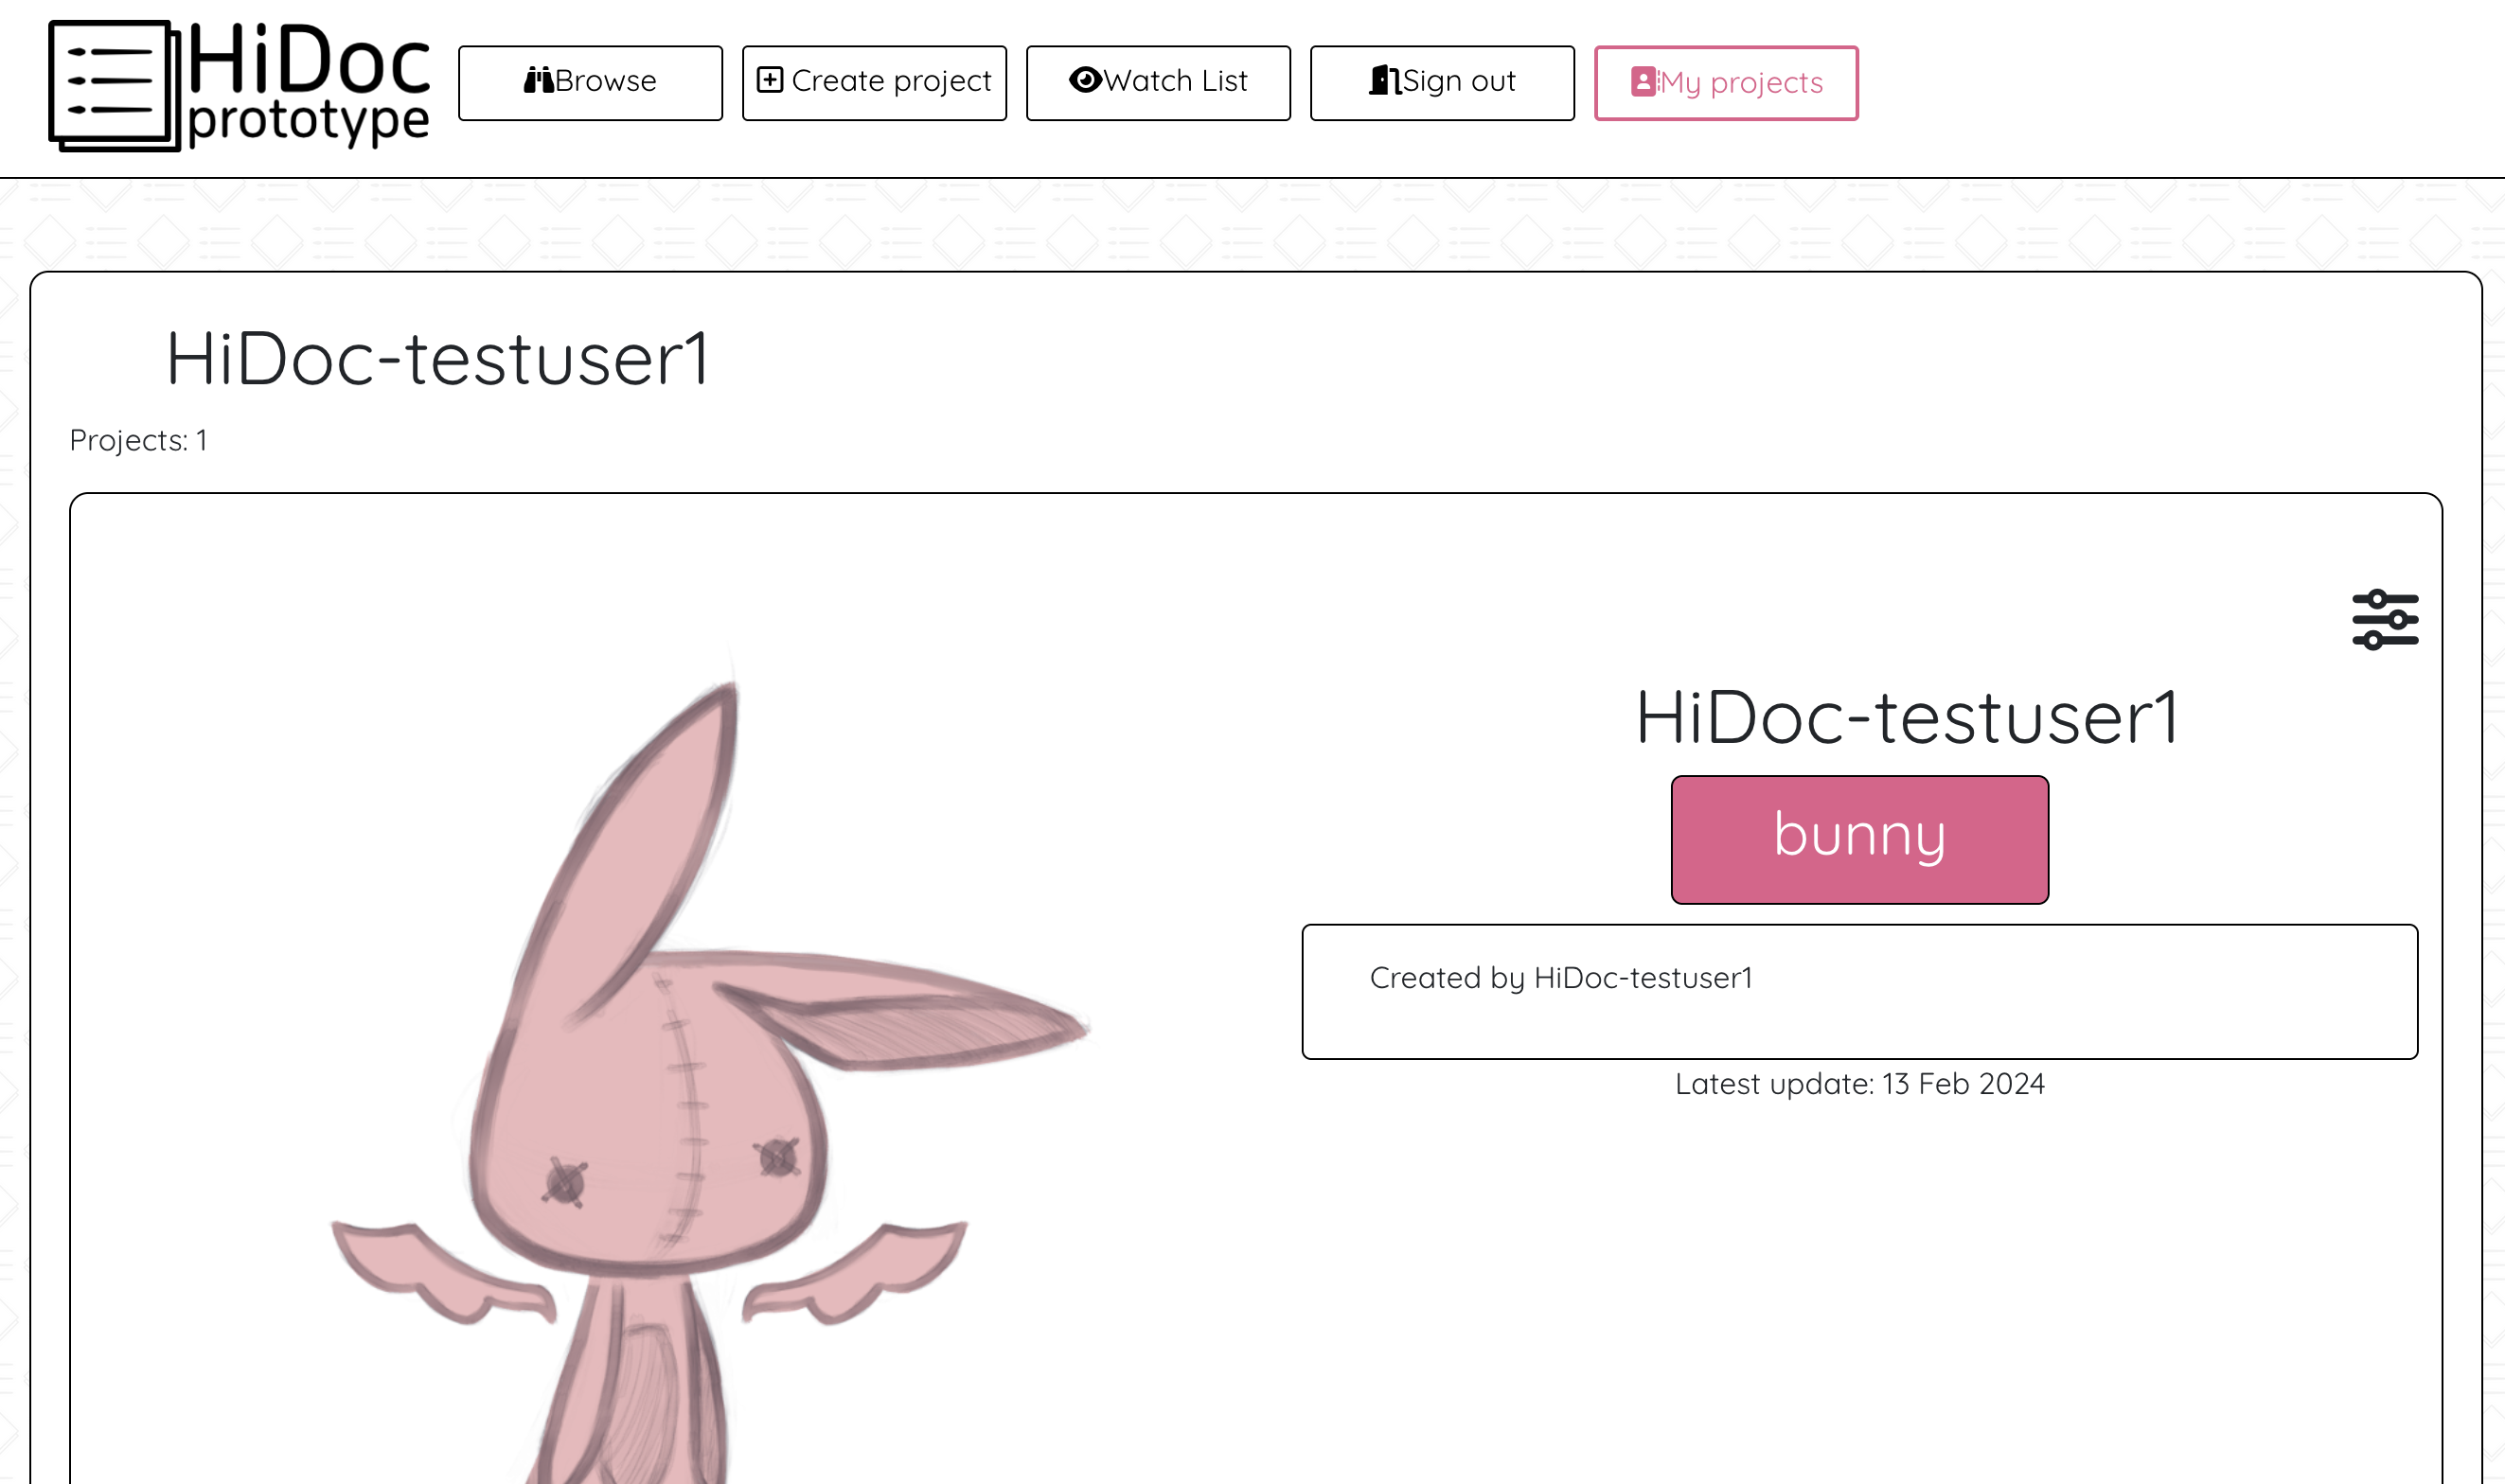 HiDoc
prototype
Browse
Create project
Watch List
Sign out
My projects
HiDoc-testuser1
Projects: 1
HiDoc-testuser1
bunny
Created by HiDoc-testuser1
Latest update: 13 Feb 2024